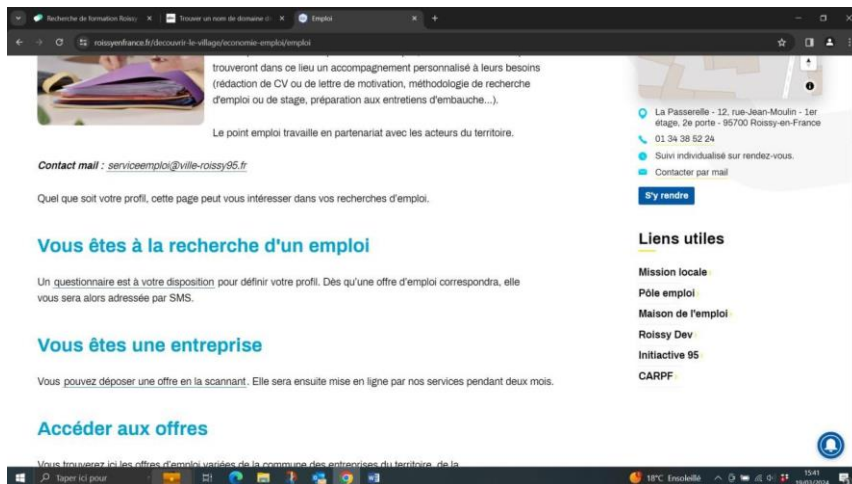 Recherche de formation Roissy
Trouver un nom de domaine d
Emploi
roissyenfrance.fr/decouvrir-le-village/economie-emploi/emploi
trouveront dans ce lieu un accompagnement personnalisé à leurs besoins
(rédaction de CV ou de lettre de motivation, méthodologie de recherche
d'emploi ou de stage, préparation aux entretiens d'embauche...).
Le point emploi travaille en partenariat avec les acteurs du territoire.
Contact mail : serviceemploi@ville-roissy95.fr
Quel que soit votre profil, cette page peut vous intéresser dans vos recherches d'emploi.
Vous êtes à la recherche d'un emploi
Un questionnaire est à votre disposition pour définir votre profil. Dès qu'une offre d'emploi correspondra, elle
vous sera alors adressée par SMS.
Vous êtes une entreprise
Vous pouvez déposer une offre en la scannant. Elle sera ensuite mise en ligne par nos services pendant deux mois.
Accéder aux offres
Vous trouverez ici les offres d'emploi variées de la commune des entreprises du territoire, de la
La Passerelle - 12, rue-Jean-Moulin - 1er
étage, 2e porte - 95700 Roissy-en-France
01 34 38 52 24
Suivi individualisé sur rendez-vous.
Contacter par mail
S'y rendre
Liens utiles
Mission locale
Pôle emploi
Maison de l'emploi
Roissy Dev
Initiactive 95
CARPF
Taper ici pour
18°C Ensoleillé
15:41
19/03/2024